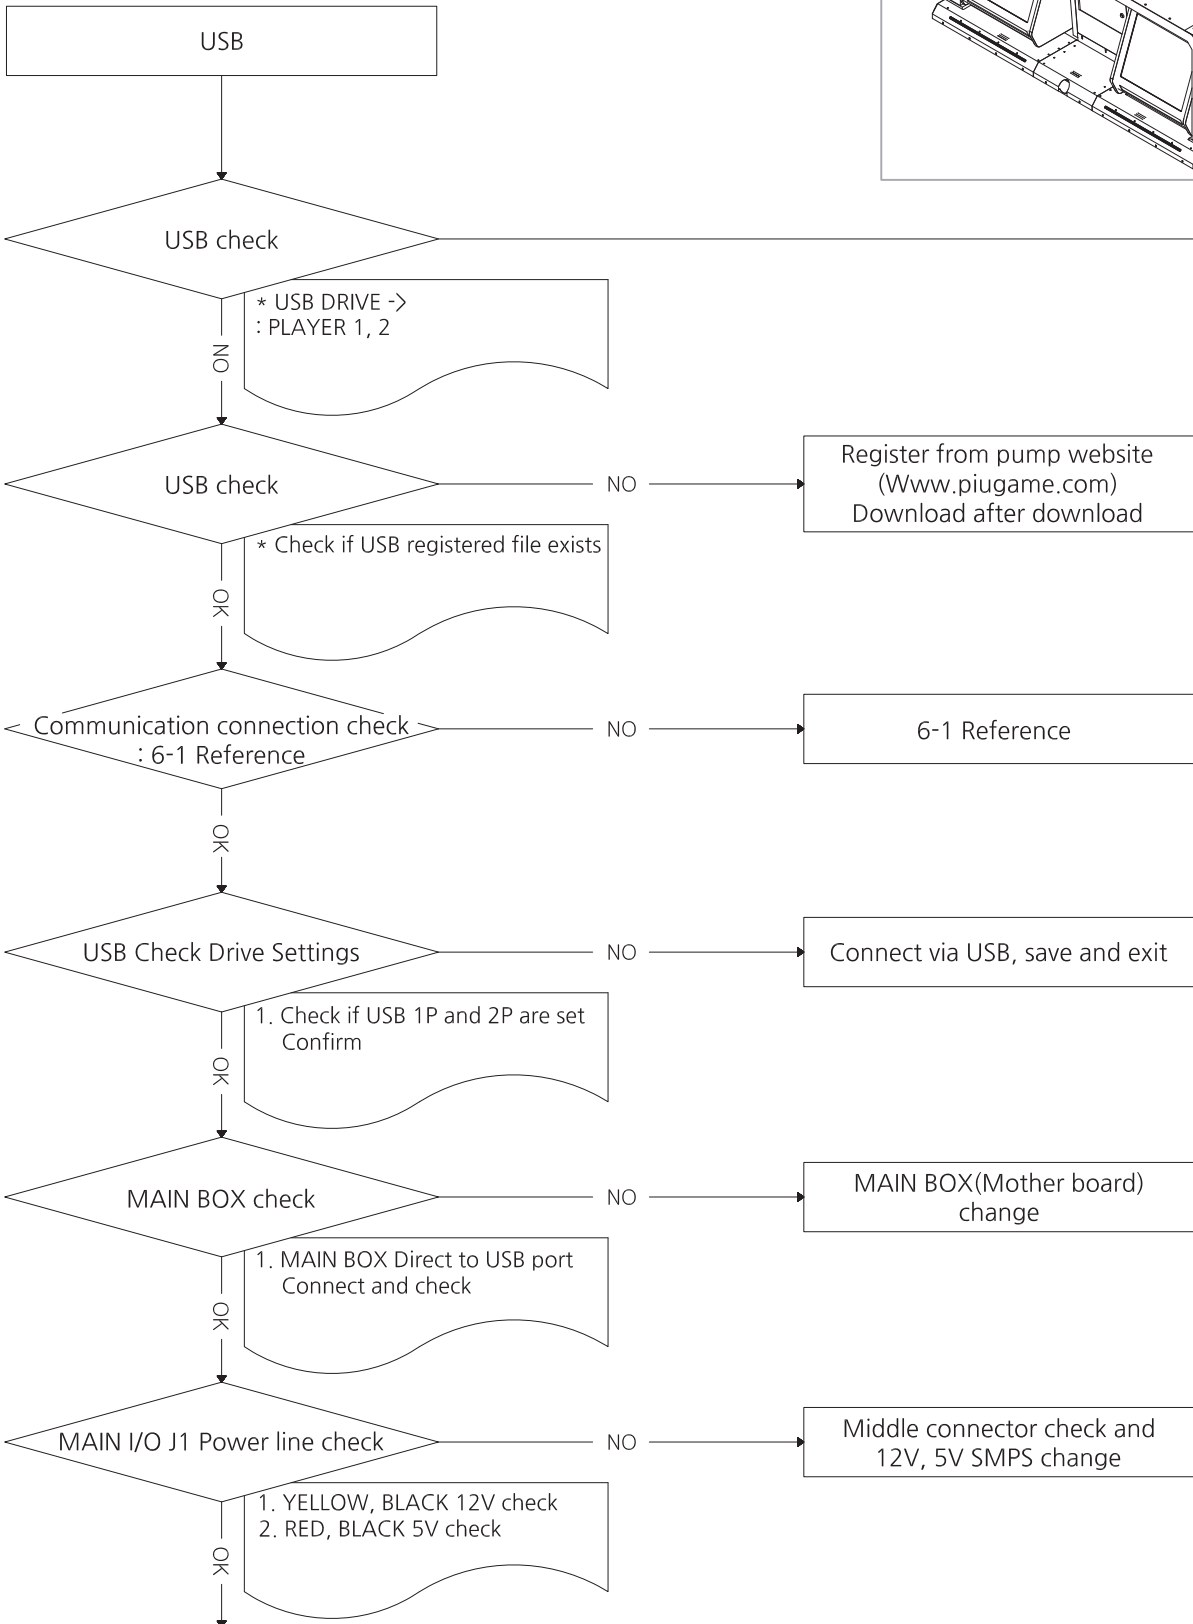 USB
USB check
* USB DRIVE ->
: PLAYER 1, 2
NO
USB check
NO
Register from pump website
(Www.piugame.com)
Download after download
* Check if USB registered file exists
OK
Communication connection check
: 6-1 Reference
NO
6-1 Reference
OK
USB Check Drive Settings
NO
Connect via USB, save and exit
1. Check if USB 1P and 2P are set
Confirm
OK
MAIN BOX check
NO
MAIN BOX(Mother board)
change
1. MAIN BOX Direct to USB port
Connect and check
OK
MAIN I/O J1 Power line check
NO
Middle connector check and
12V, 5V SMPS change
1. YELLOW, BLACK 12V check
2. RED, BLACK 5V check
OK